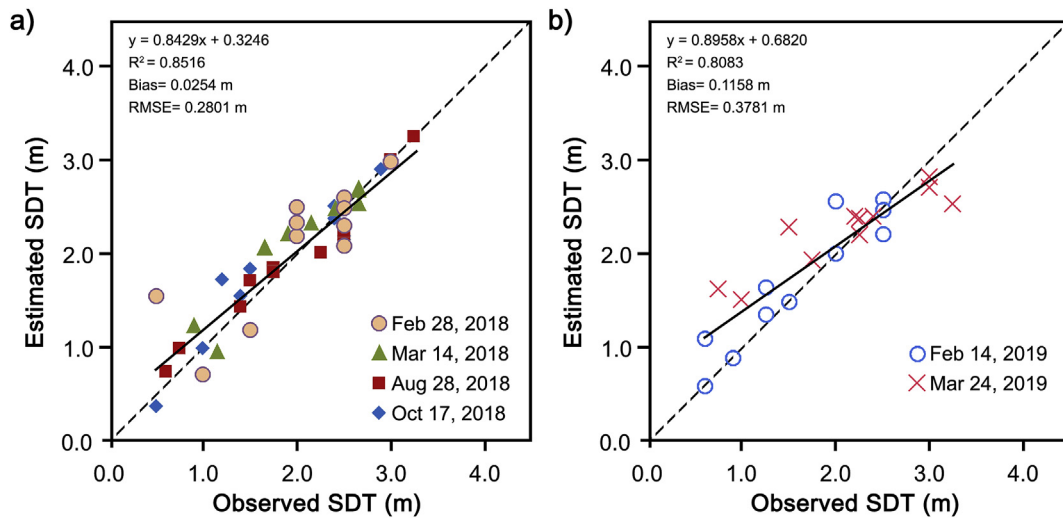 a)
y = 0.8429x + 0.3246
R² = 0.8516
Bias= 0.0254 m
RMSE= 0.2801 m
4.0
3.0
2.0
1.0
0.0
Estimated SDT (m)
Feb 28, 2018
Mar 14, 2018
Aug 28, 2018
Oct 17, 2018
0.0 1.0 2.0 3.0 4.0
Observed SDT (m)
b)
y = 0.8958x + 0.6820
R² = 0.8083
Bias= 0.1158 m
RMSE= 0.3781 m
4.0
3.0
2.0
1.0
0.0
Estimated SDT (m)
Feb 14, 2019
Mar 24, 2019
0.0 1.0 2.0 3.0 4.0
Observed SDT (m)